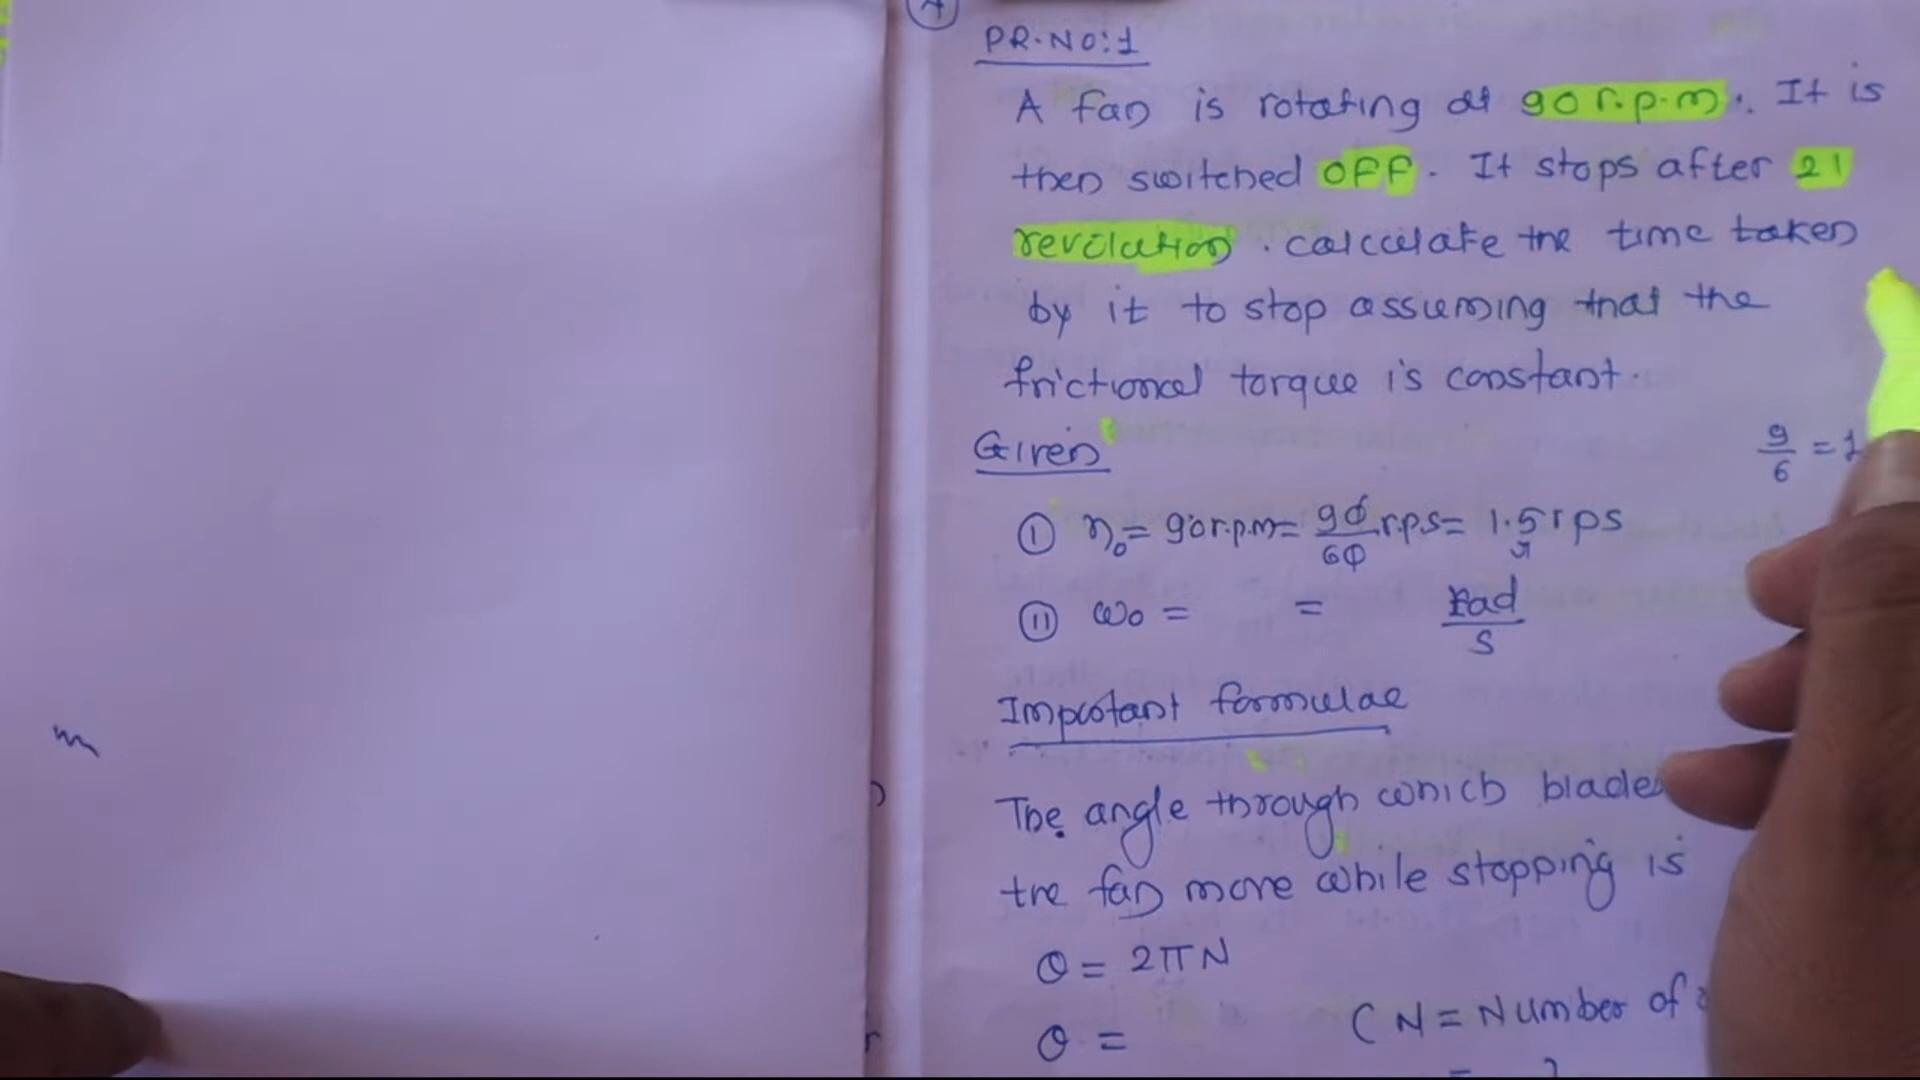 PR.NO:1
A fan is rotating at 90 r.p.m. It is
then switched OFF. It stops after 21
revolution. calculate the time taken
by it to stop assuming that the
frictional torque is constant.
Given
9/6 = 1
(I) n₀ = 90r.p.m = 90/60 r.p.s = 1.5 rps
(II) ω₀ = = rad/s
Important formulae
The angle through which blades
the fan move while stopping is
θ = 2πN
θ = (N = Number of